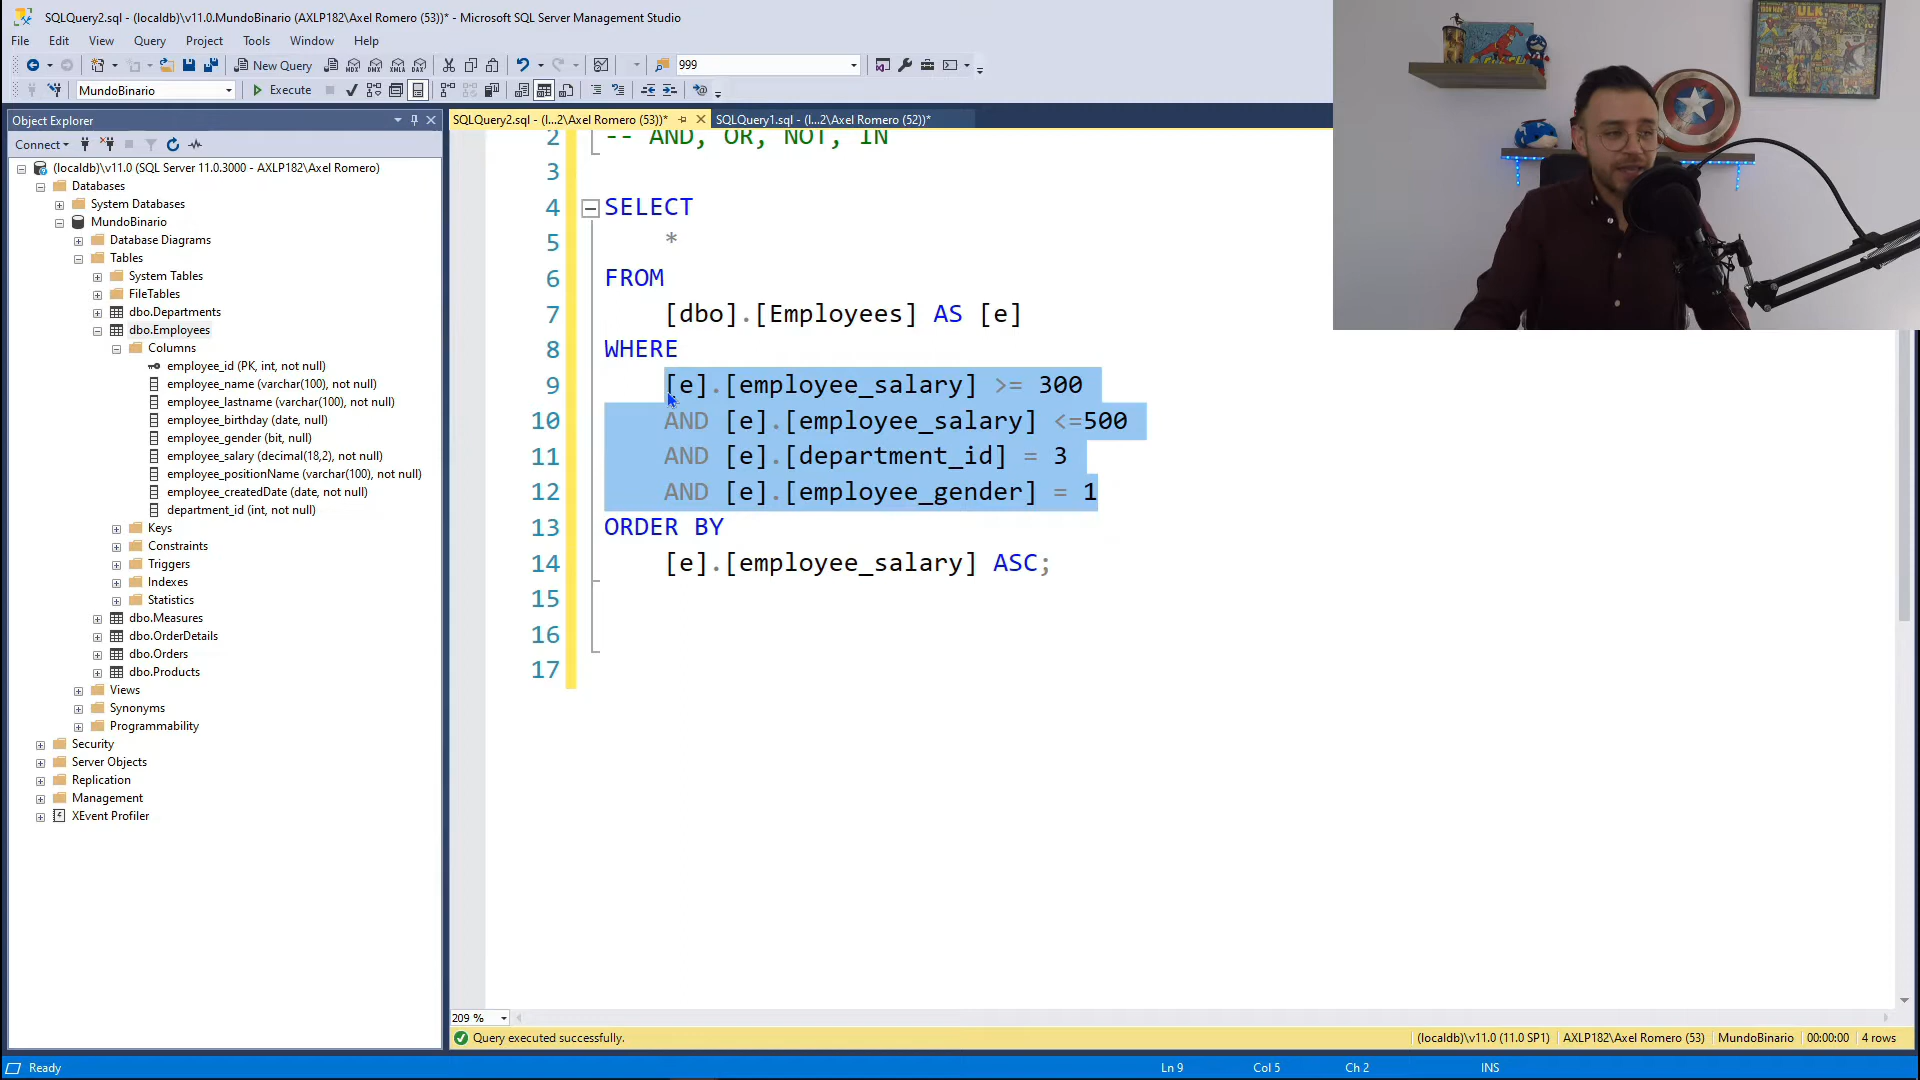 SQLQuery2.sql - (localdb)\v11.0.MundoBinario (AXLP182\Axel Romero (53))* - Microsoft SQL Server Management Studio
File Edit View Query Project Tools Window Help
New Query 999
MundoBinario Execute
Object Explorer
Connect
(localdb)\v11.0 (SQL Server 11.0.3000 - AXLP182\Axel Romero)
Databases
System Databases
MundoBinario
Database Diagrams
Tables
System Tables
FileTables
dbo.Departments
dbo.Employees
Columns
employee_id (PK, int, not null)
employee_name (varchar(100), not null)
employee_lastname (varchar(100), not null)
employee_birthday (date, null)
employee_gender (bit, null)
employee_salary (decimal(18,2), not null)
employee_positionName (varchar(100), not null)
employee_createdDate (date, not null)
department_id (int, not null)
Keys
Constraints
Triggers
Indexes
Statistics
dbo.Measures
dbo.OrderDetails
dbo.Orders
dbo.Products
Views
Synonyms
Programmability
Security
Server Objects
Replication
Management
XEvent Profiler
SQLQuery2.sql - (l...2\Axel Romero (53))* SQLQuery1.sql - (l...2\Axel Romero (52))*
2 -- AND, OR, NOT, IN
3
4 SELECT
5 *
6 FROM
7 [dbo].[Employees] AS [e]
8 WHERE
9 [e].[employee_salary] >= 300
10 AND [e].[employee_salary] <=500
11 AND [e].[department_id] = 3
12 AND [e].[employee_gender] = 1
13 ORDER BY
14 [e].[employee_salary] ASC;
15
16
17
209 %
Query executed successfully. (localdb)\v11.0 (11.0 SP1) AXLP182\Axel Romero (53) MundoBinario 00:00:00 4 rows
Ready Ln 9 Col 5 Ch 2 INS